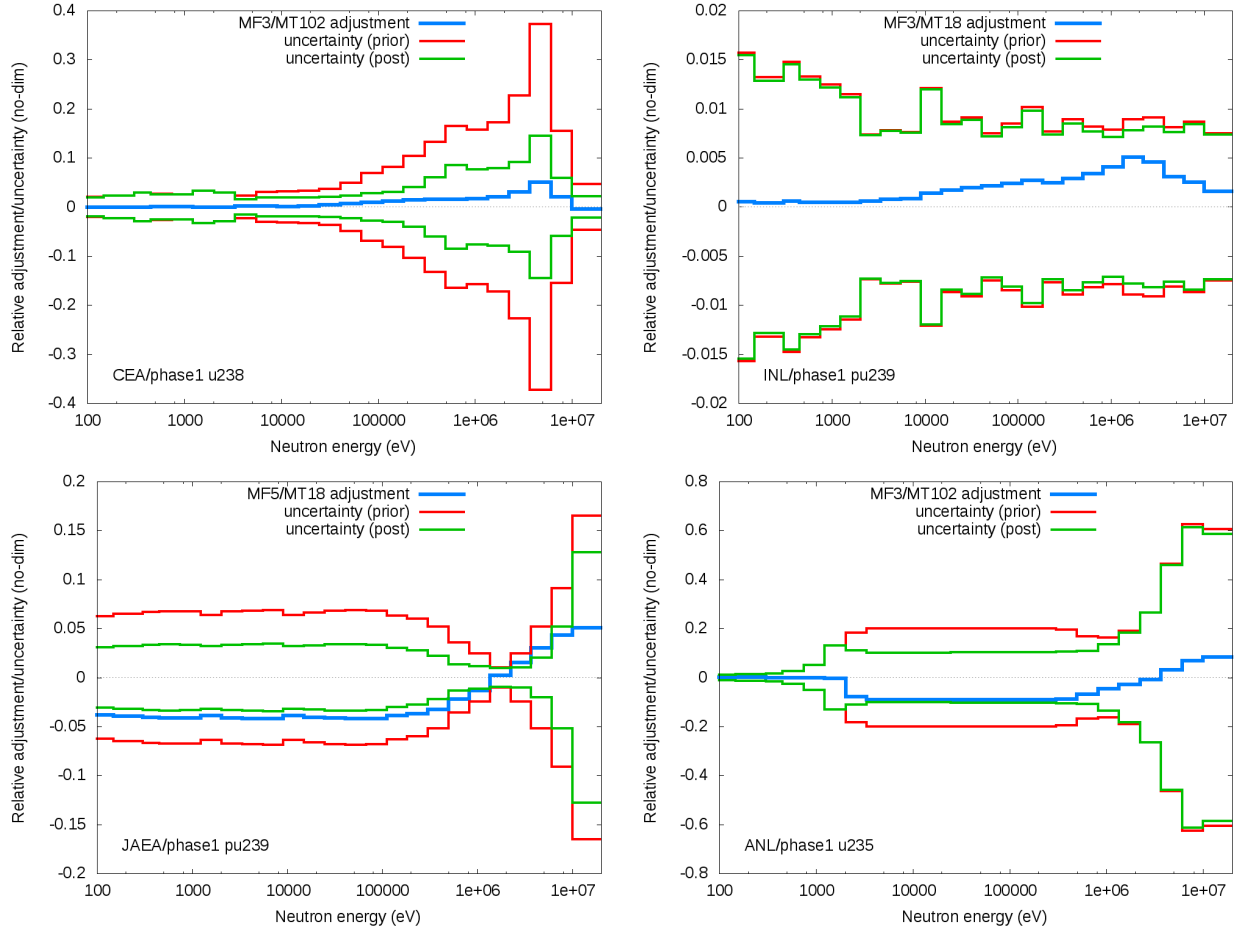 MF3/MT102 adjustment
uncertainty (prior)
uncertainty (post)
Relative adjustment/uncertainty (no-dim)
0.4
0.3
0.2
0.1
0
-0.1
-0.2
-0.3
-0.4
CEA/phase1 u238
100 1000 10000 100000 1e+06 1e+07
Neutron energy (eV)
MF3/MT18 adjustment
uncertainty (prior)
uncertainty (post)
Relative adjustment/uncertainty (no-dim)
0.02
0.015
0.01
0.005
0
-0.005
-0.01
-0.015
-0.02
INL/phase1 pu239
100 1000 10000 100000 1e+06 1e+07
Neutron energy (eV)
MF5/MT18 adjustment
uncertainty (prior)
uncertainty (post)
Relative adjustment/uncertainty (no-dim)
0.2
0.15
0.1
0.05
0
-0.05
-0.1
-0.15
-0.2
JAEA/phase1 pu239
100 1000 10000 100000 1e+06 1e+07
Neutron energy (eV)
MF3/MT102 adjustment
uncertainty (prior)
uncertainty (post)
Relative adjustment/uncertainty (no-dim)
0.8
0.6
0.4
0.2
0
-0.2
-0.4
-0.6
-0.8
ANL/phase1 u235
100 1000 10000 100000 1e+06 1e+07
Neutron energy (eV)